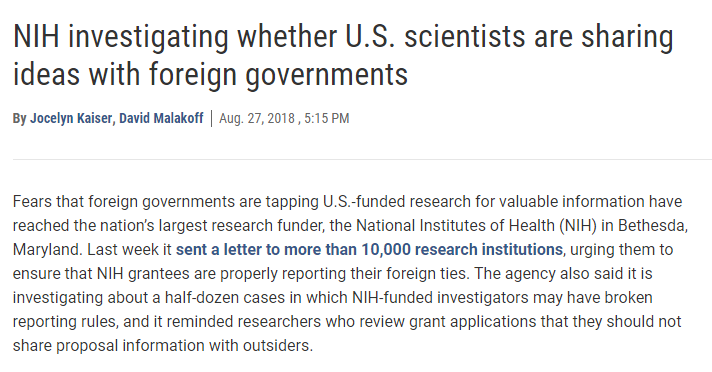 NIH investigating whether U.S. scientists are sharing
ideas with foreign governments
By Jocelyn Kaiser, David Malakoff | Aug. 27, 2018 , 5:15 PM
Fears that foreign governments are tapping U.S.-funded research for valuable information have
reached the nation’s largest research funder, the National Institutes of Health (NIH) in Bethesda,
Maryland. Last week it sent a letter to more than 10,000 research institutions, urging them to
ensure that NIH grantees are properly reporting their foreign ties. The agency also said it is
investigating about a half-dozen cases in which NIH-funded investigators may have broken
reporting rules, and it reminded researchers who review grant applications that they should not
share proposal information with outsiders.